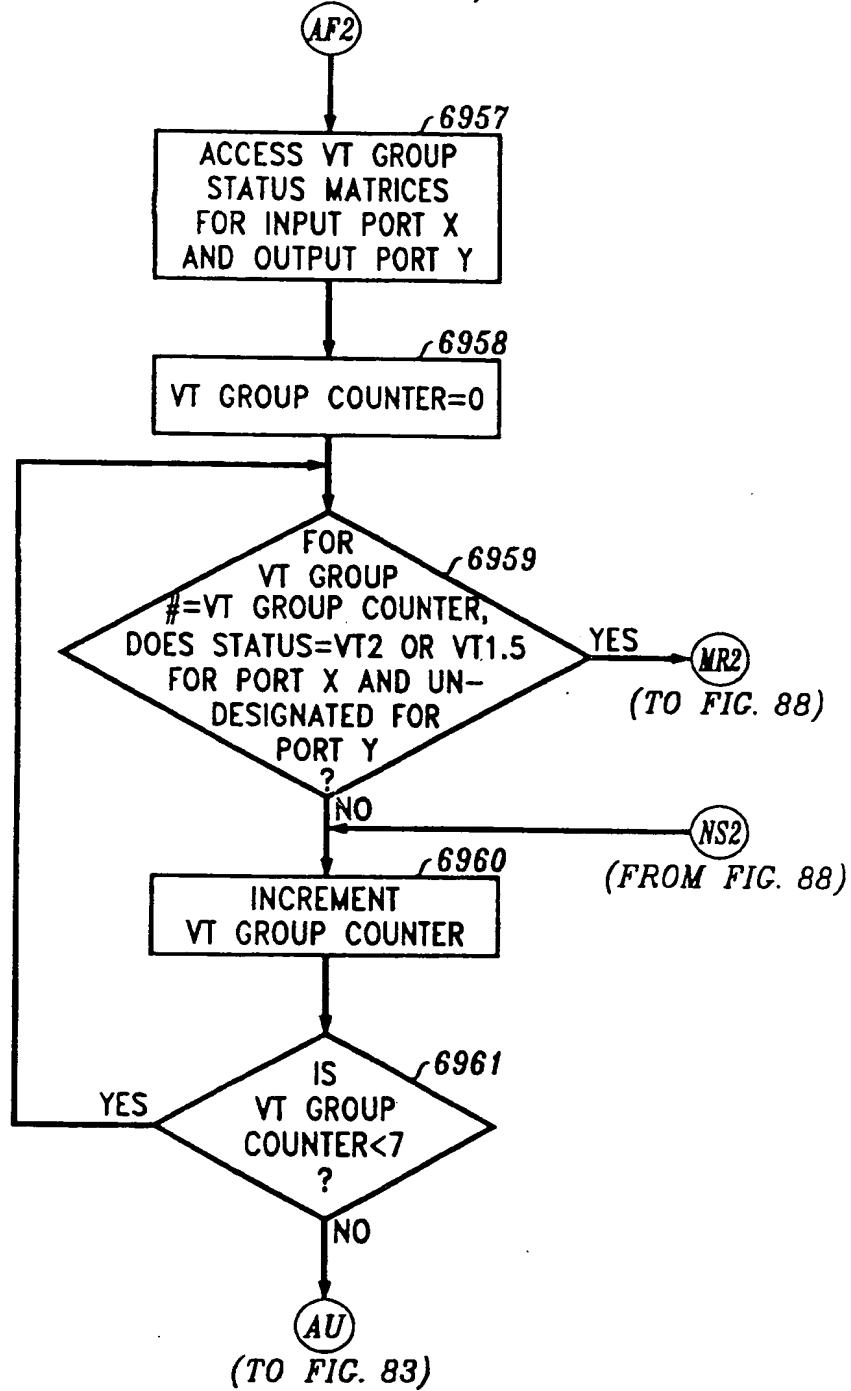 AF2
6957
ACCESS VT GROUP
STATUS MATRICES
FOR INPUT PORT X
AND OUTPUT PORT Y
6958
VT GROUP COUNTER=0
6959
FOR
VT GROUP
#=VT GROUP COUNTER,
DOES STATUS=VT2 OR VT1.5
FOR PORT X AND UN-
DESIGNATED FOR
PORT Y
?
YES
MR2
(TO FIG. 88)
NO
NS2
(FROM FIG. 88)
6960
INCREMENT
VT GROUP COUNTER
6961
IS
VT GROUP
COUNTER<7
?
YES
NO
AU
(TO FIG. 83)